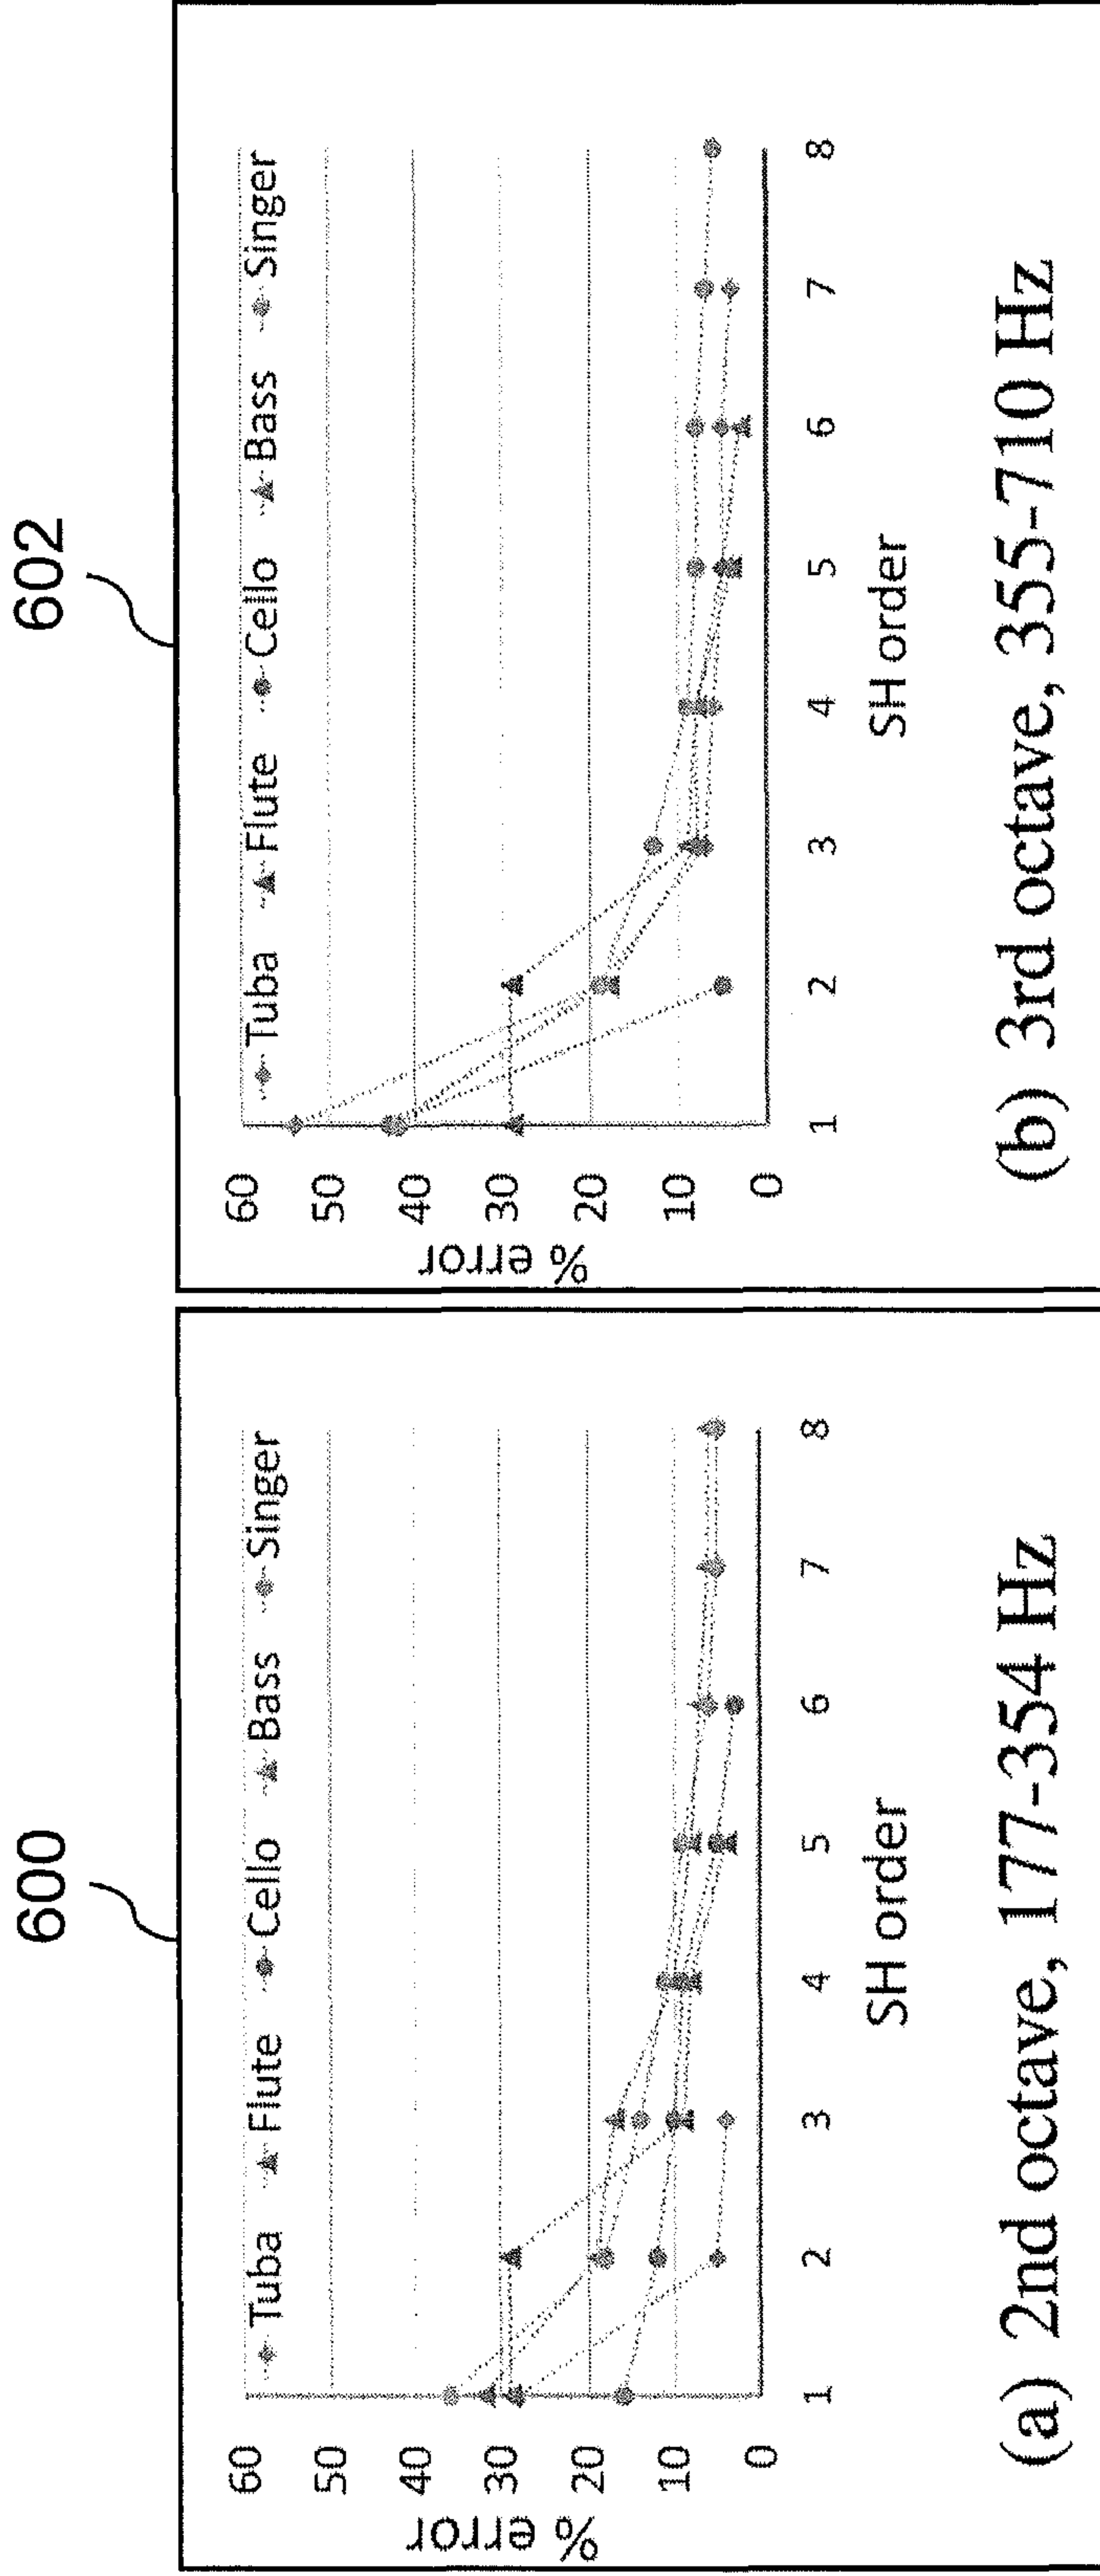 600
Tuba Flute Cello Bass Singer
60
50
40
30
20
10
0
% error
1 2 3 4 5 6 7 8
SH order
(a) 2nd octave, 177-354 Hz
602
Tuba Flute Cello Bass Singer
60
50
40
30
20
10
0
% error
1 2 3 4 5 6 7 8
SH order
(b) 3rd octave, 355-710 Hz